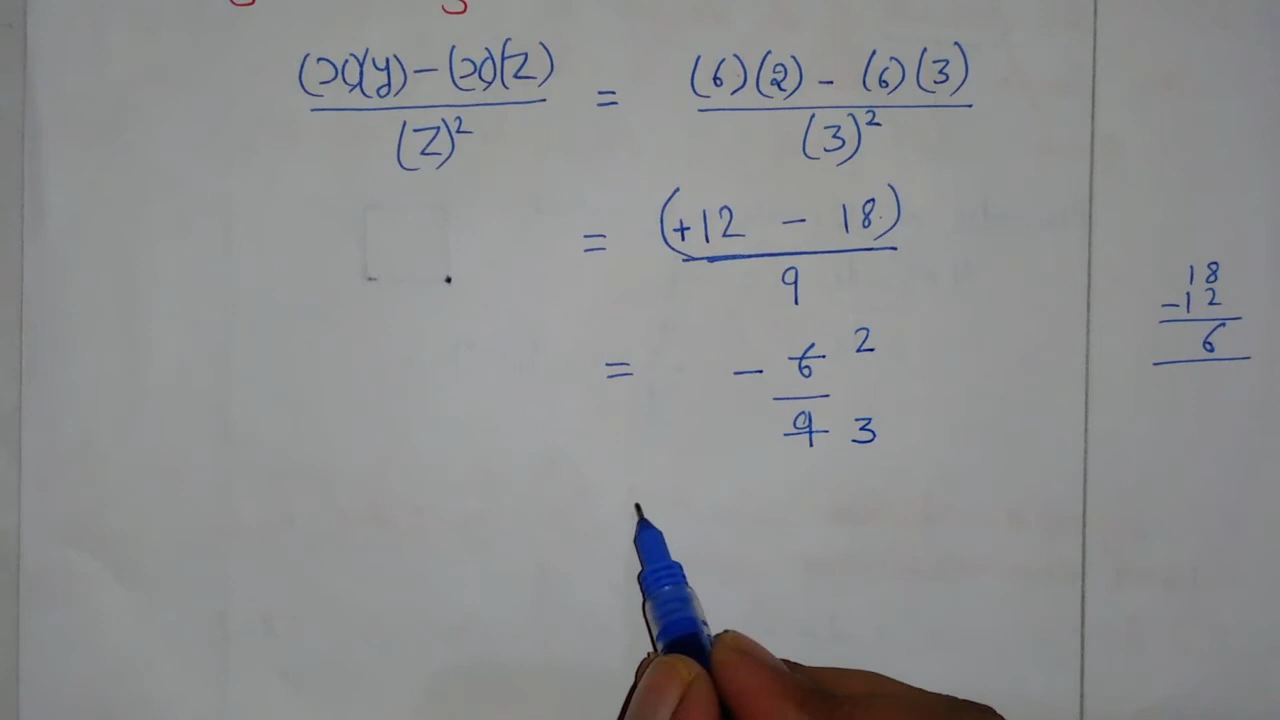 (x)(y) - (x)(z) / (z)² = (6)(2) - (6)(3) / (3)²
= (+12 - 18) / 9
= - 6 2 / 9 3
18
-12
6